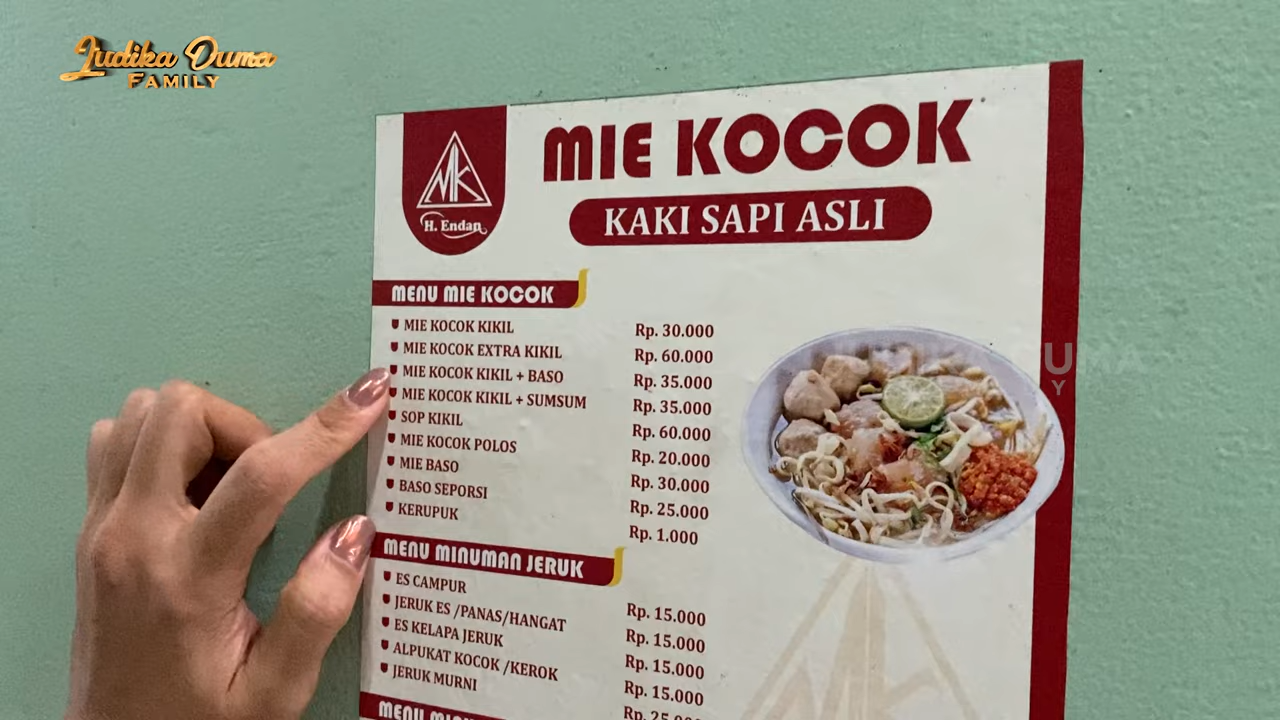 Judika Duma
FAMILY
MK
H. Endan
MIE KOCOK
KAKI SAPI ASLI
MENU MIE KOCOK
MIE KOCOK KIKIL Rp. 30.000
MIE KOCOK EXTRA KIKIL Rp. 60.000
MIE KOCOK KIKIL + BASO Rp. 35.000
MIE KOCOK KIKIL + SUMSUM Rp. 35.000
SOP KIKIL Rp. 60.000
MIE KOCOK POLOS Rp. 20.000
MIE BASO Rp. 30.000
BASO SEPORSI Rp. 25.000
KERUPUK Rp. 1.000
MENU MINUMAN JERUK
ES CAMPUR Rp. 15.000
JERUK ES /PANAS/HANGAT Rp. 15.000
ES KELAPA JERUK Rp. 15.000
ALPUKAT KOCOK /KEROK Rp. 15.000
JERUK MURNI Rp. 25.000
MENU